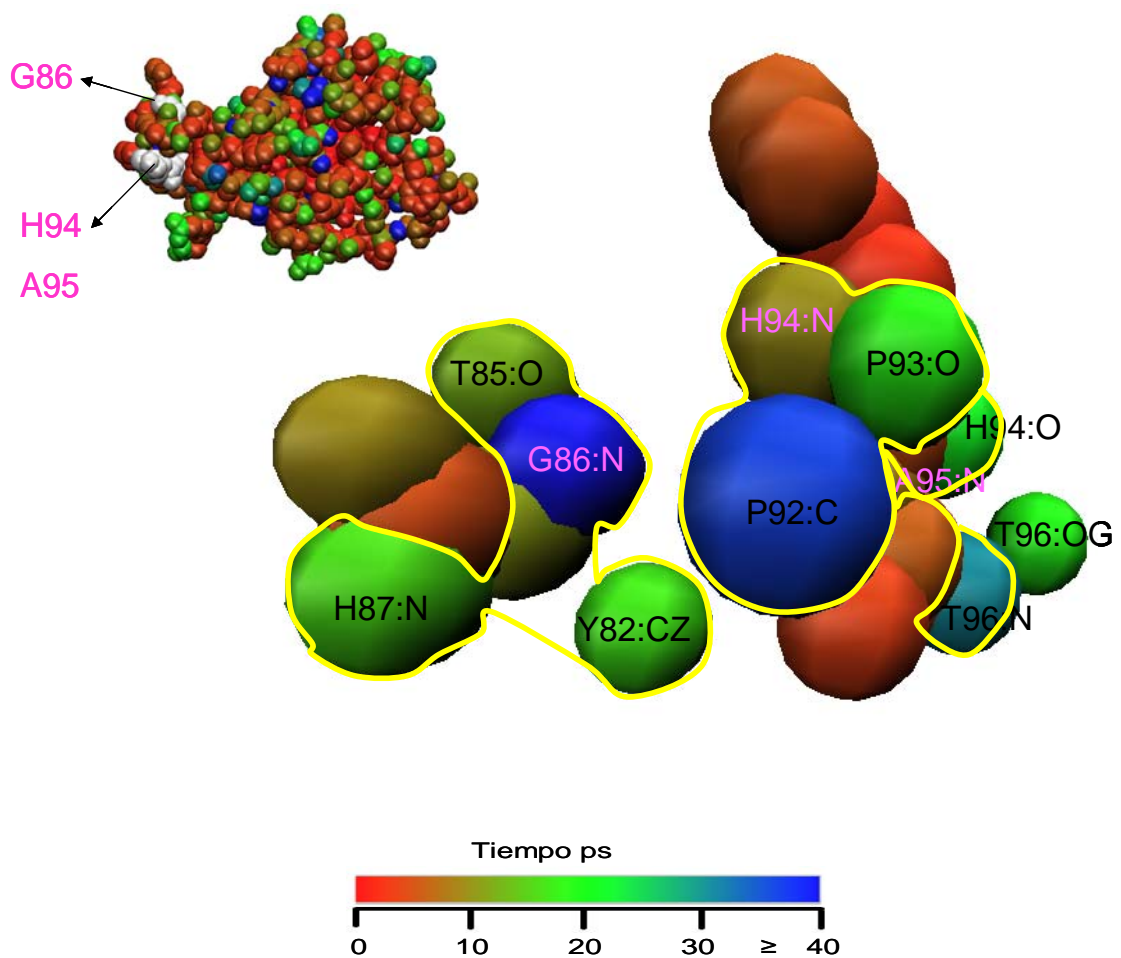 G86
H94
A95
H94:N
P93:O
T85:O
H94:O
G86:N
A95:N
P92:C
T96:OG
H87:N
T96:N
Y82:CZ
Tiempo ps
0 10 20 30 ≥ 40